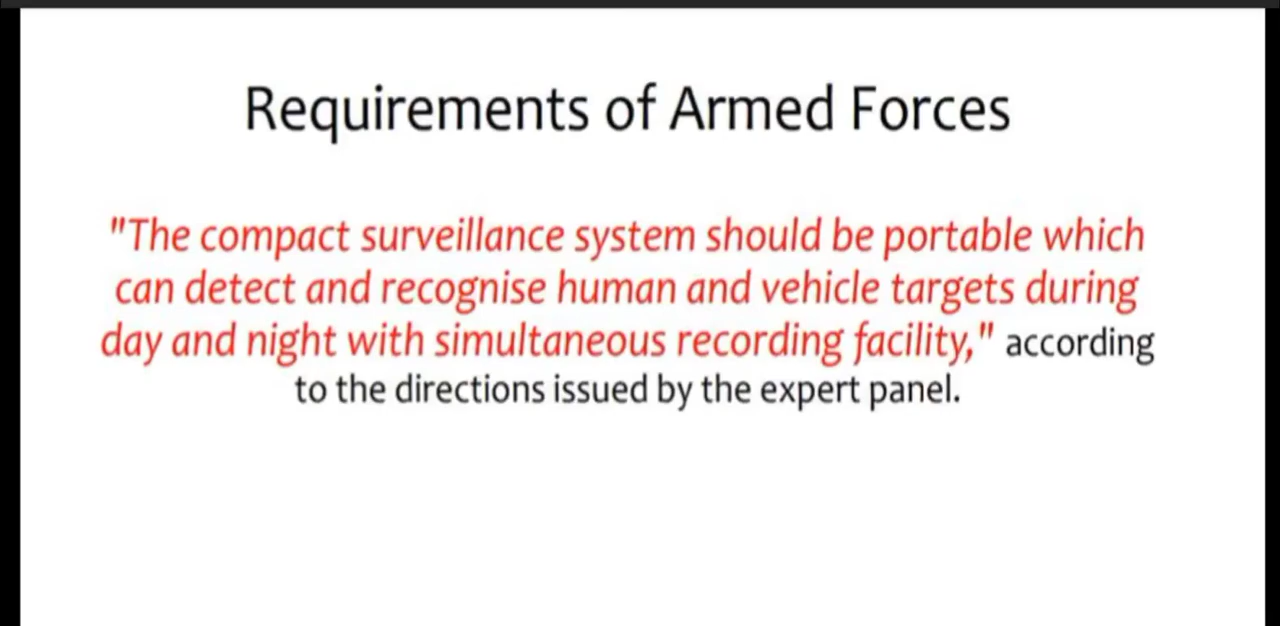 Requirements of Armed Forces
"The compact surveillance system should be portable which
can detect and recognise human and vehicle targets during
day and night with simultaneous recording facility," according
to the directions issued by the expert panel.